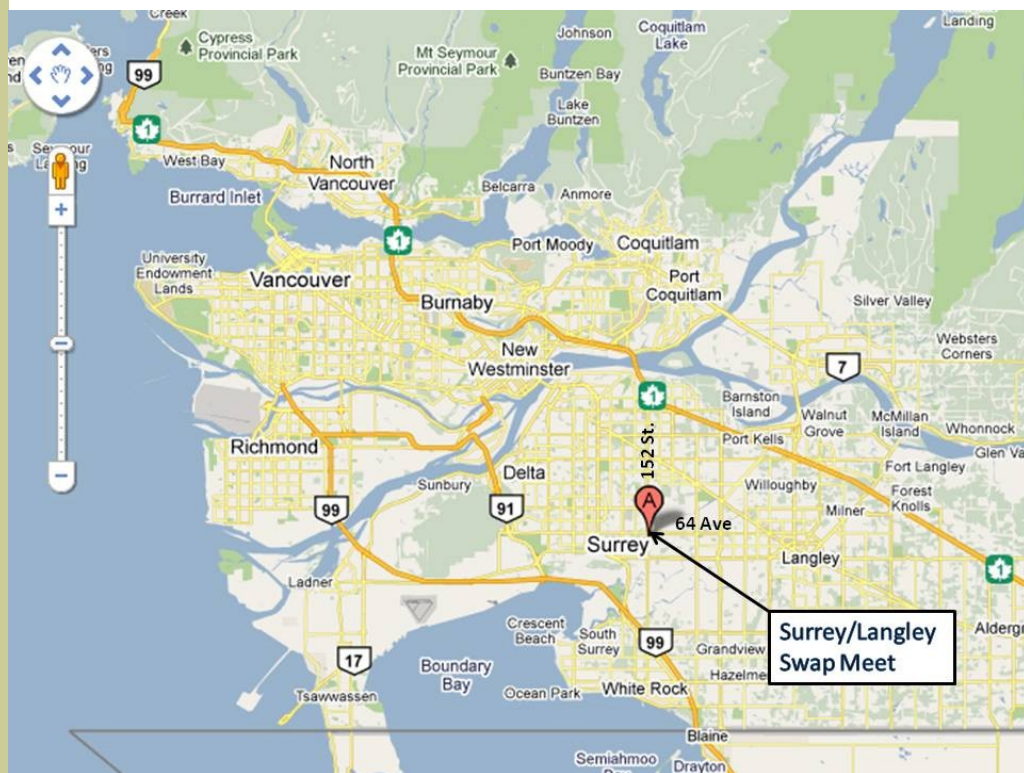 Creek
Cypress
Provincial Park
Mt Seymour
Provincial Park
Johnson
Coquitlam
Lake
Landing
99
Buntzen Bay
Lake
Buntzen
1
West Bay
North
Vancouver
Burrard Inlet
Belcarra
Anmore
1
Port Moody
Coquitlam
University
Endowment
Lands
Vancouver
Port
Coquitlam
Burnaby
Silver Valley
New
Westminster
Websters
Corners
7
1
Barnston
Island
Walnut
Grove
McMillan
Island
Whonnock
Richmond
152 St.
Port Kells
Glen Va
Delta
Sunbury
Willoughby
Fort Langley
Forest
Knolls
99
91
A
64 Ave
Milner
Surrey
Langley
1
Ladner
Crescent
Beach
South
Surrey
99
Grandview
Surrey/Langley
Swap Meet
Alderg
17
Boundary
Bay
Hazelme
Tsawwassen
Ocean Park
White Rock
Blaine
Semiahmoo
Drayton